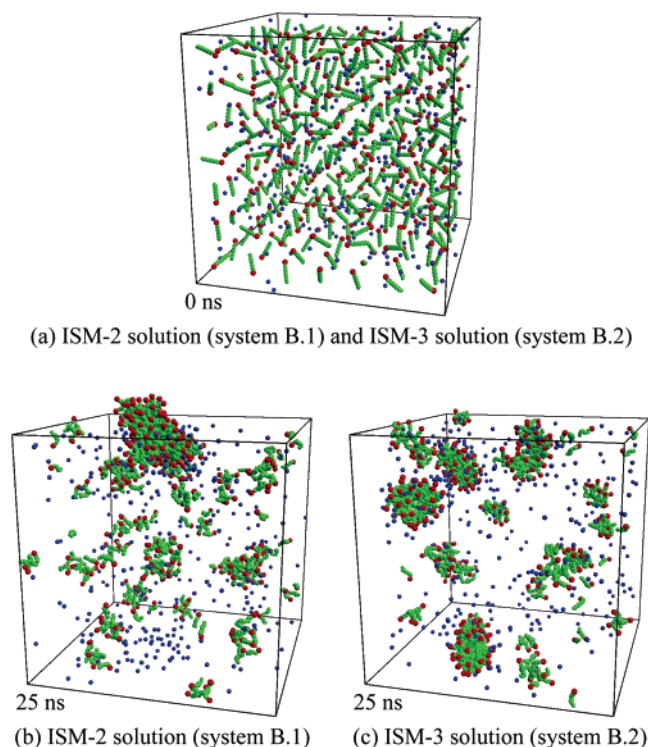 0 ns
(a) ISM-2 solution (system B.1) and ISM-3 solution (system B.2)
25 ns
25 ns
(b) ISM-2 solution (system B.1)
(c) ISM-3 solution (system B.2)